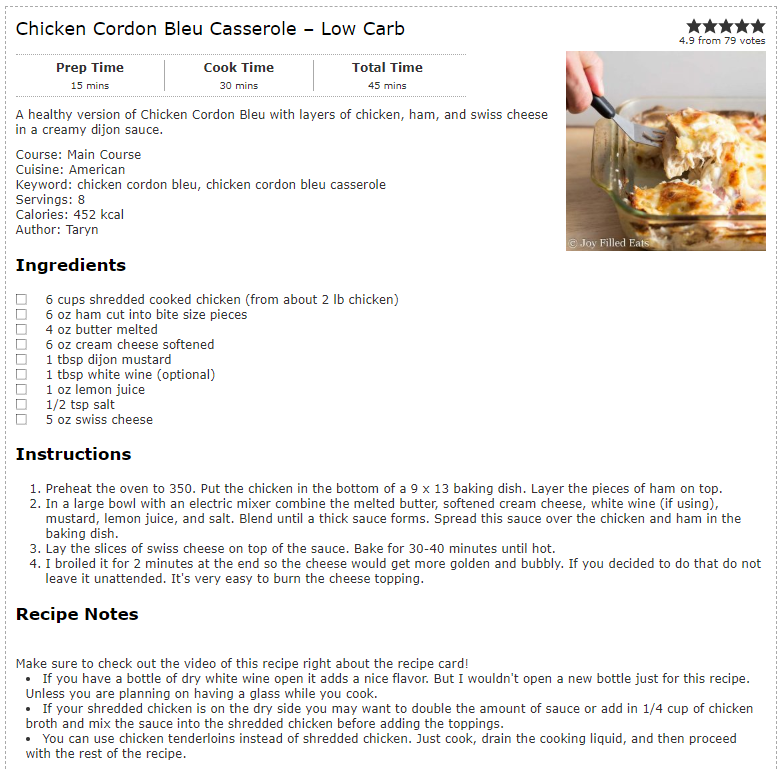 Chicken Cordon Bleu Casserole – Low Carb
4.9 from 79 votes
Prep Time
15 mins
Cook Time
30 mins
Total Time
45 mins
A healthy version of Chicken Cordon Bleu with layers of chicken, ham, and swiss cheese
in a creamy dijon sauce.
Course: Main Course
Cuisine: American
Keyword: chicken cordon bleu, chicken cordon bleu casserole
Servings: 8
Calories: 452 kcal
Author: Taryn
© Joy Filled Eats
Ingredients
6 cups shredded cooked chicken (from about 2 lb chicken)
6 oz ham cut into bite size pieces
4 oz butter melted
6 oz cream cheese softened
1 tbsp dijon mustard
1 tbsp white wine (optional)
1 oz lemon juice
1/2 tsp salt
5 oz swiss cheese
Instructions
1. Preheat the oven to 350. Put the chicken in the bottom of a 9 x 13 baking dish. Layer the pieces of ham on top.
2. In a large bowl with an electric mixer combine the melted butter, softened cream cheese, white wine (if using),
mustard, lemon juice, and salt. Blend until a thick sauce forms. Spread this sauce over the chicken and ham in the
baking dish.
3. Lay the slices of swiss cheese on top of the sauce. Bake for 30-40 minutes until hot.
4. I broiled it for 2 minutes at the end so the cheese would get more golden and bubbly. If you decided to do that do not
leave it unattended. It's very easy to burn the cheese topping.
Recipe Notes
Make sure to check out the video of this recipe right about the recipe card!
• If you have a bottle of dry white wine open it adds a nice flavor. But I wouldn't open a new bottle just for this recipe.
Unless you are planning on having a glass while you cook.
• If your shredded chicken is on the dry side you may want to double the amount of sauce or add in 1/4 cup of chicken
broth and mix the sauce into the shredded chicken before adding the toppings.
• You can use chicken tenderloins instead of shredded chicken. Just cook, drain the cooking liquid, and then proceed
with the rest of the recipe.